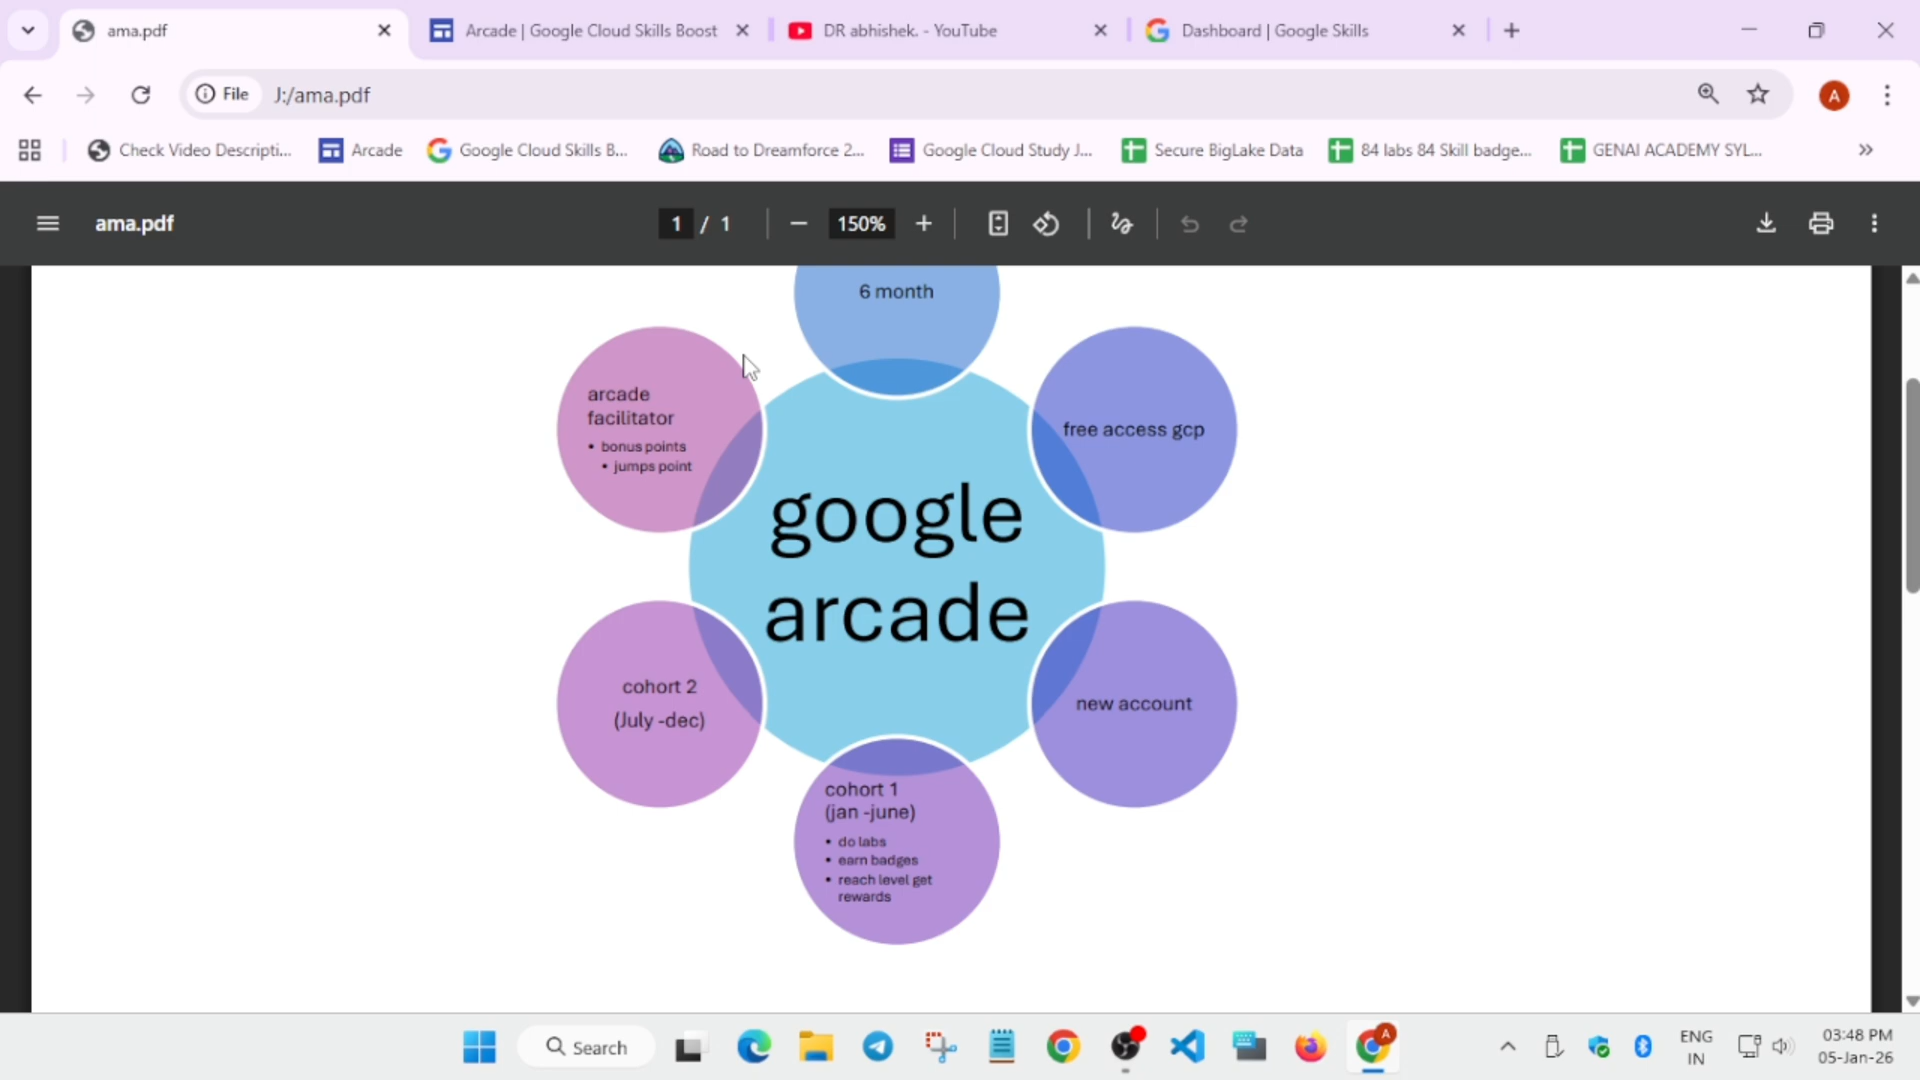 ama.pdf
Arcade | Google Cloud Skills Boost
DR abhishek. - YouTube
Dashboard | Google Skills
File
J:/ama.pdf
A
Check Video Descripti...
Arcade
Google Cloud Skills B...
Road to Dreamforce 2...
Google Cloud Study J...
Secure BigLake Data
84 labs 84 Skill badge...
GENAI ACADEMY SYL...
ama.pdf
1 / 1
150%
6 month
arcade
facilitator
• bonus points
• jumps point
free access gcp
google
arcade
cohort 2
(July -dec)
new account
cohort 1
(jan -june)
• do labs
• earn badges
• reach level get
rewards
Search
A
ENG
IN
03:48 PM
05-Jan-26